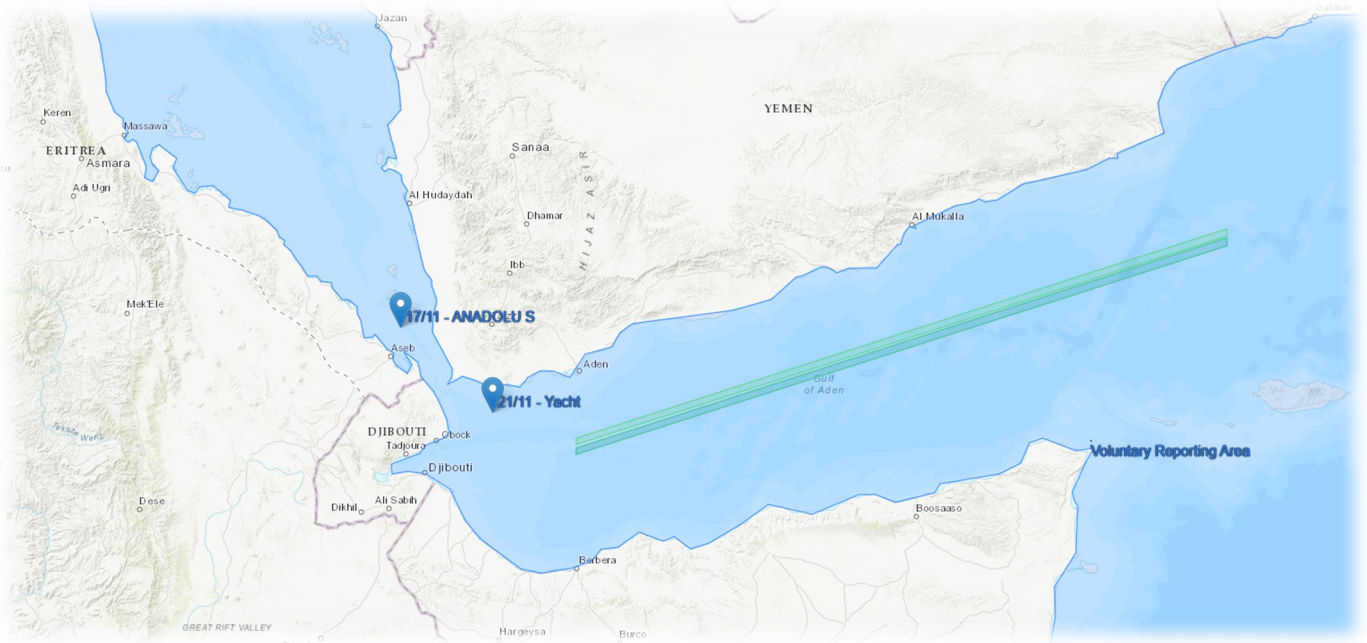 Jazan
Salalah
YEMEN
Keren
Massawa
ERITREA
Asmara
Sanaa
HIJAZ ASIR
Adi Ugri
Al Hudaydah
Dhamar
Al Mukalla
Ibb
Mek'Ele
17/11 - ANADOLU S
Aseb
Aden
Gulf
of Aden
21/11 - Yacht
DJIBOUTI
Obock
Tadjoura
Voluntary Reporting Area
Djibouti
Dese
Ali Sabih
Dikhil
Boosaaso
Berbera
GREAT RIFT VALLEY
Hargeysa
Burco